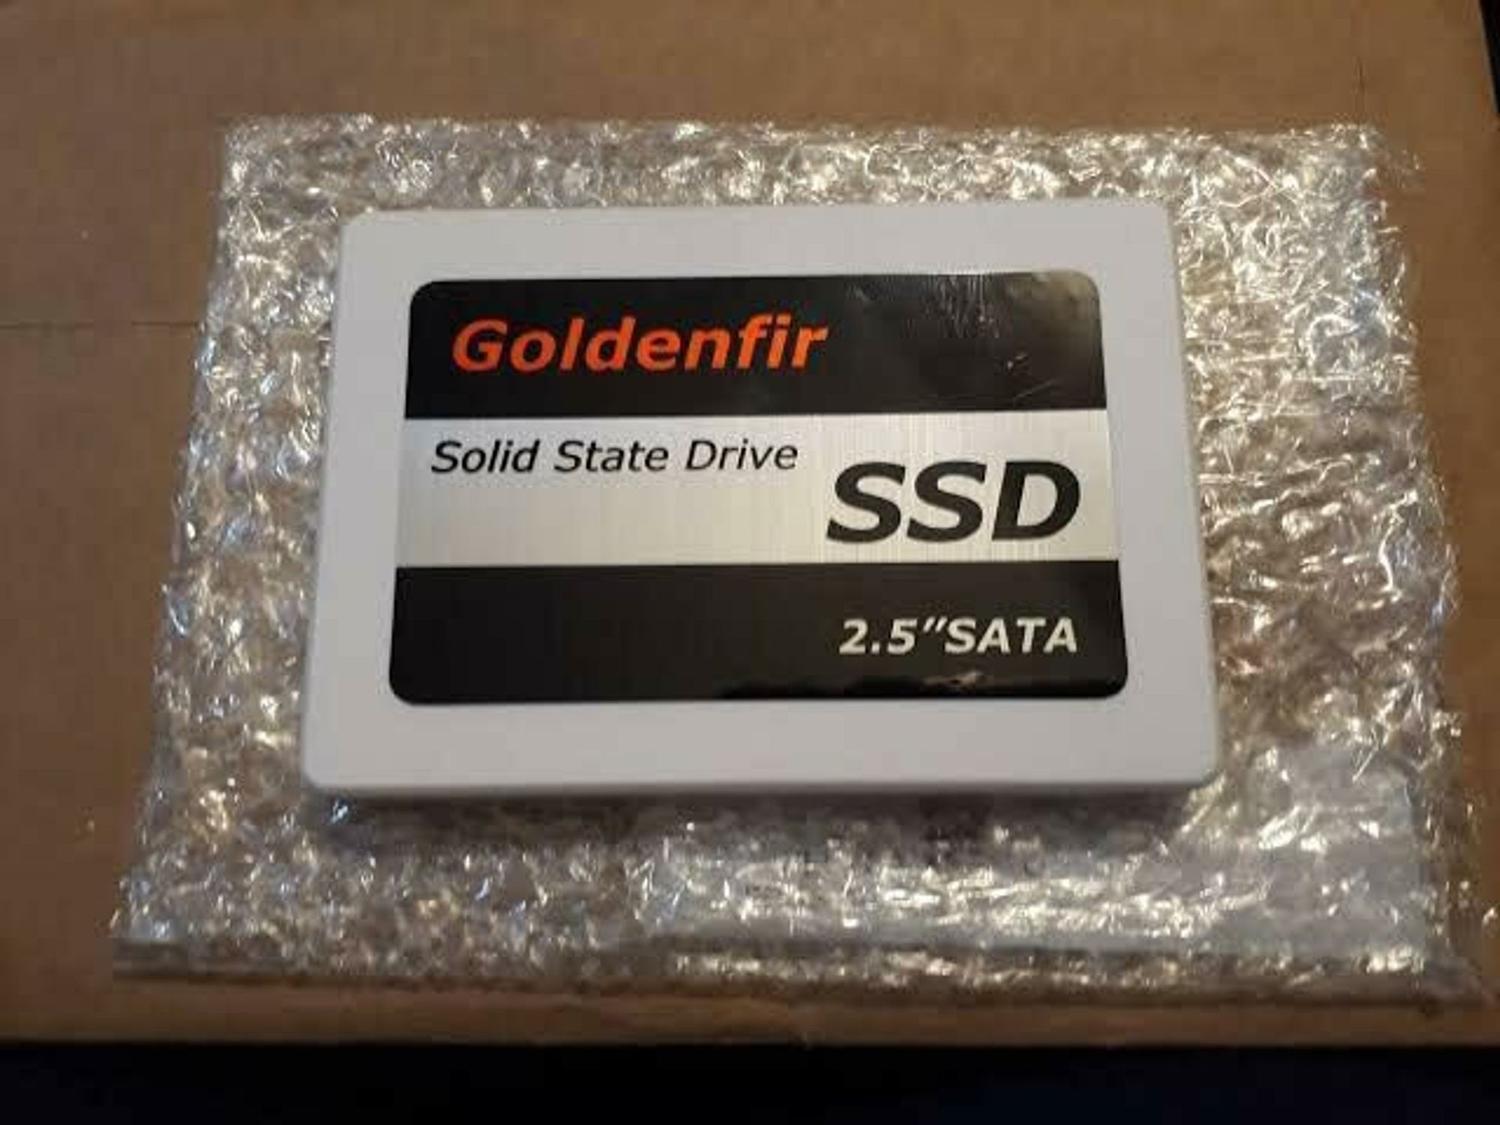 Goldenfir
Solid State Drive
SSD
2.5"SATA